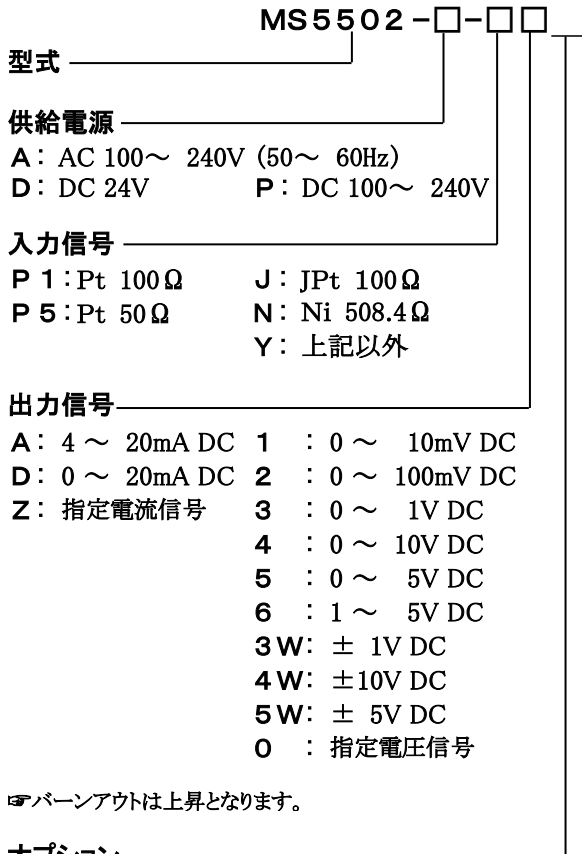 MS5502-□-□□
型式
供給電源
A: AC 100～ 240V (50～ 60Hz)
D: DC 24V P: DC 100～ 240V
入力信号
P1:Pt 100Ω J: JPt 100Ω
P5:Pt 50Ω N: Ni 508.4Ω
Y: 上記以外
出力信号
A: 4 ～ 20mA DC 1 : 0 ～ 10mV DC
D: 0 ～ 20mA DC 2 : 0 ～ 100mV DC
Z: 指定電流信号 3 : 0 ～ 1V DC
4 : 0 ～ 10V DC
5 : 0 ～ 5V DC
6 : 1 ～ 5V DC
3W: ± 1V DC
4W: ±10V DC
5W: ± 5V DC
0 : 指定電圧信号
☞バーンアウトは上昇となります。
オプション